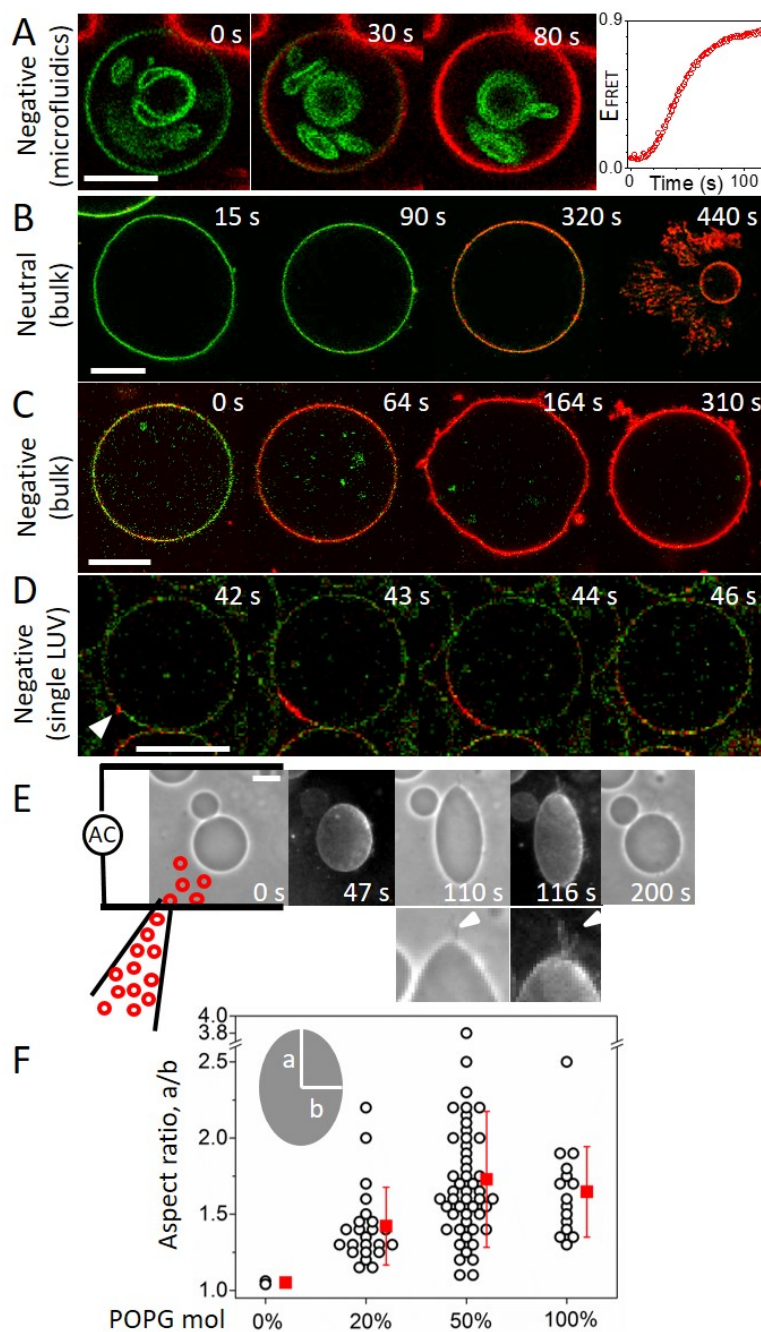 A
Negative
(microfluidics)
0 s
30 s
80 s
0.9
EFRET
0.0
0
Time (s)
100
B
Neutral
(bulk)
15 s
90 s
320 s
440 s
C
Negative
(bulk)
0 s
64 s
164 s
310 s
D
Negative
(single LUV)
42 s
43 s
44 s
46 s
E
AC
0 s
47 s
110 s
116 s
200 s
F
Aspect ratio, a/b
4.0
3.8
2.5
2.0
1.5
1.0
a
b
POPG mol
0%
20%
50%
100%